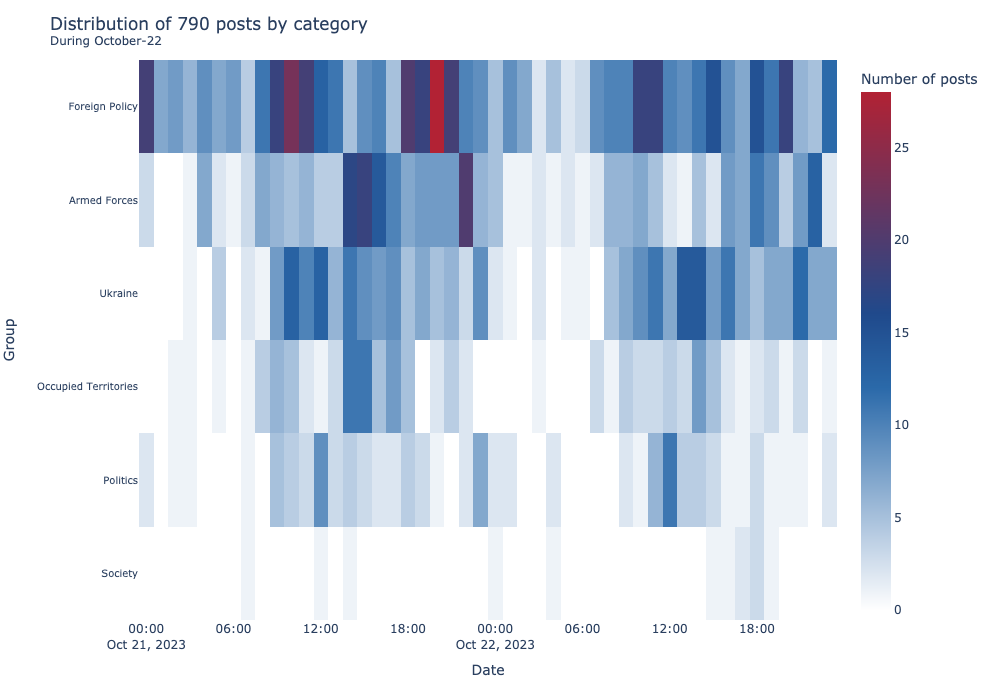 Distribution of 790 posts by category
During October-22
Number of posts
Foreign Policy
Armed Forces
Ukraine
Occupied Territories
Politics
Society
Group
25
20
15
10
5
0
00:00 06:00 12:00 18:00 00:00 06:00 12:00 18:00
Oct 21, 2023 Oct 22, 2023
Date